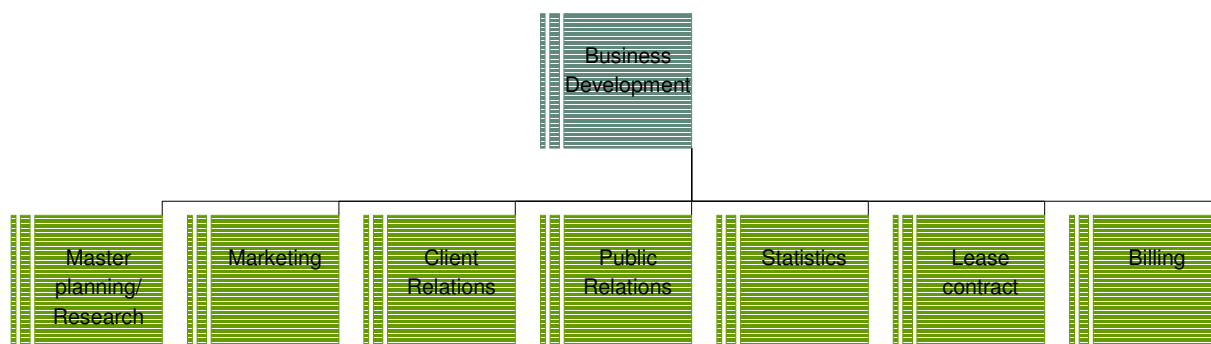 Business
Development
Master
planning/
Research
Marketing
Client
Relations
Public
Relations
Statistics
Lease
contract
Billing